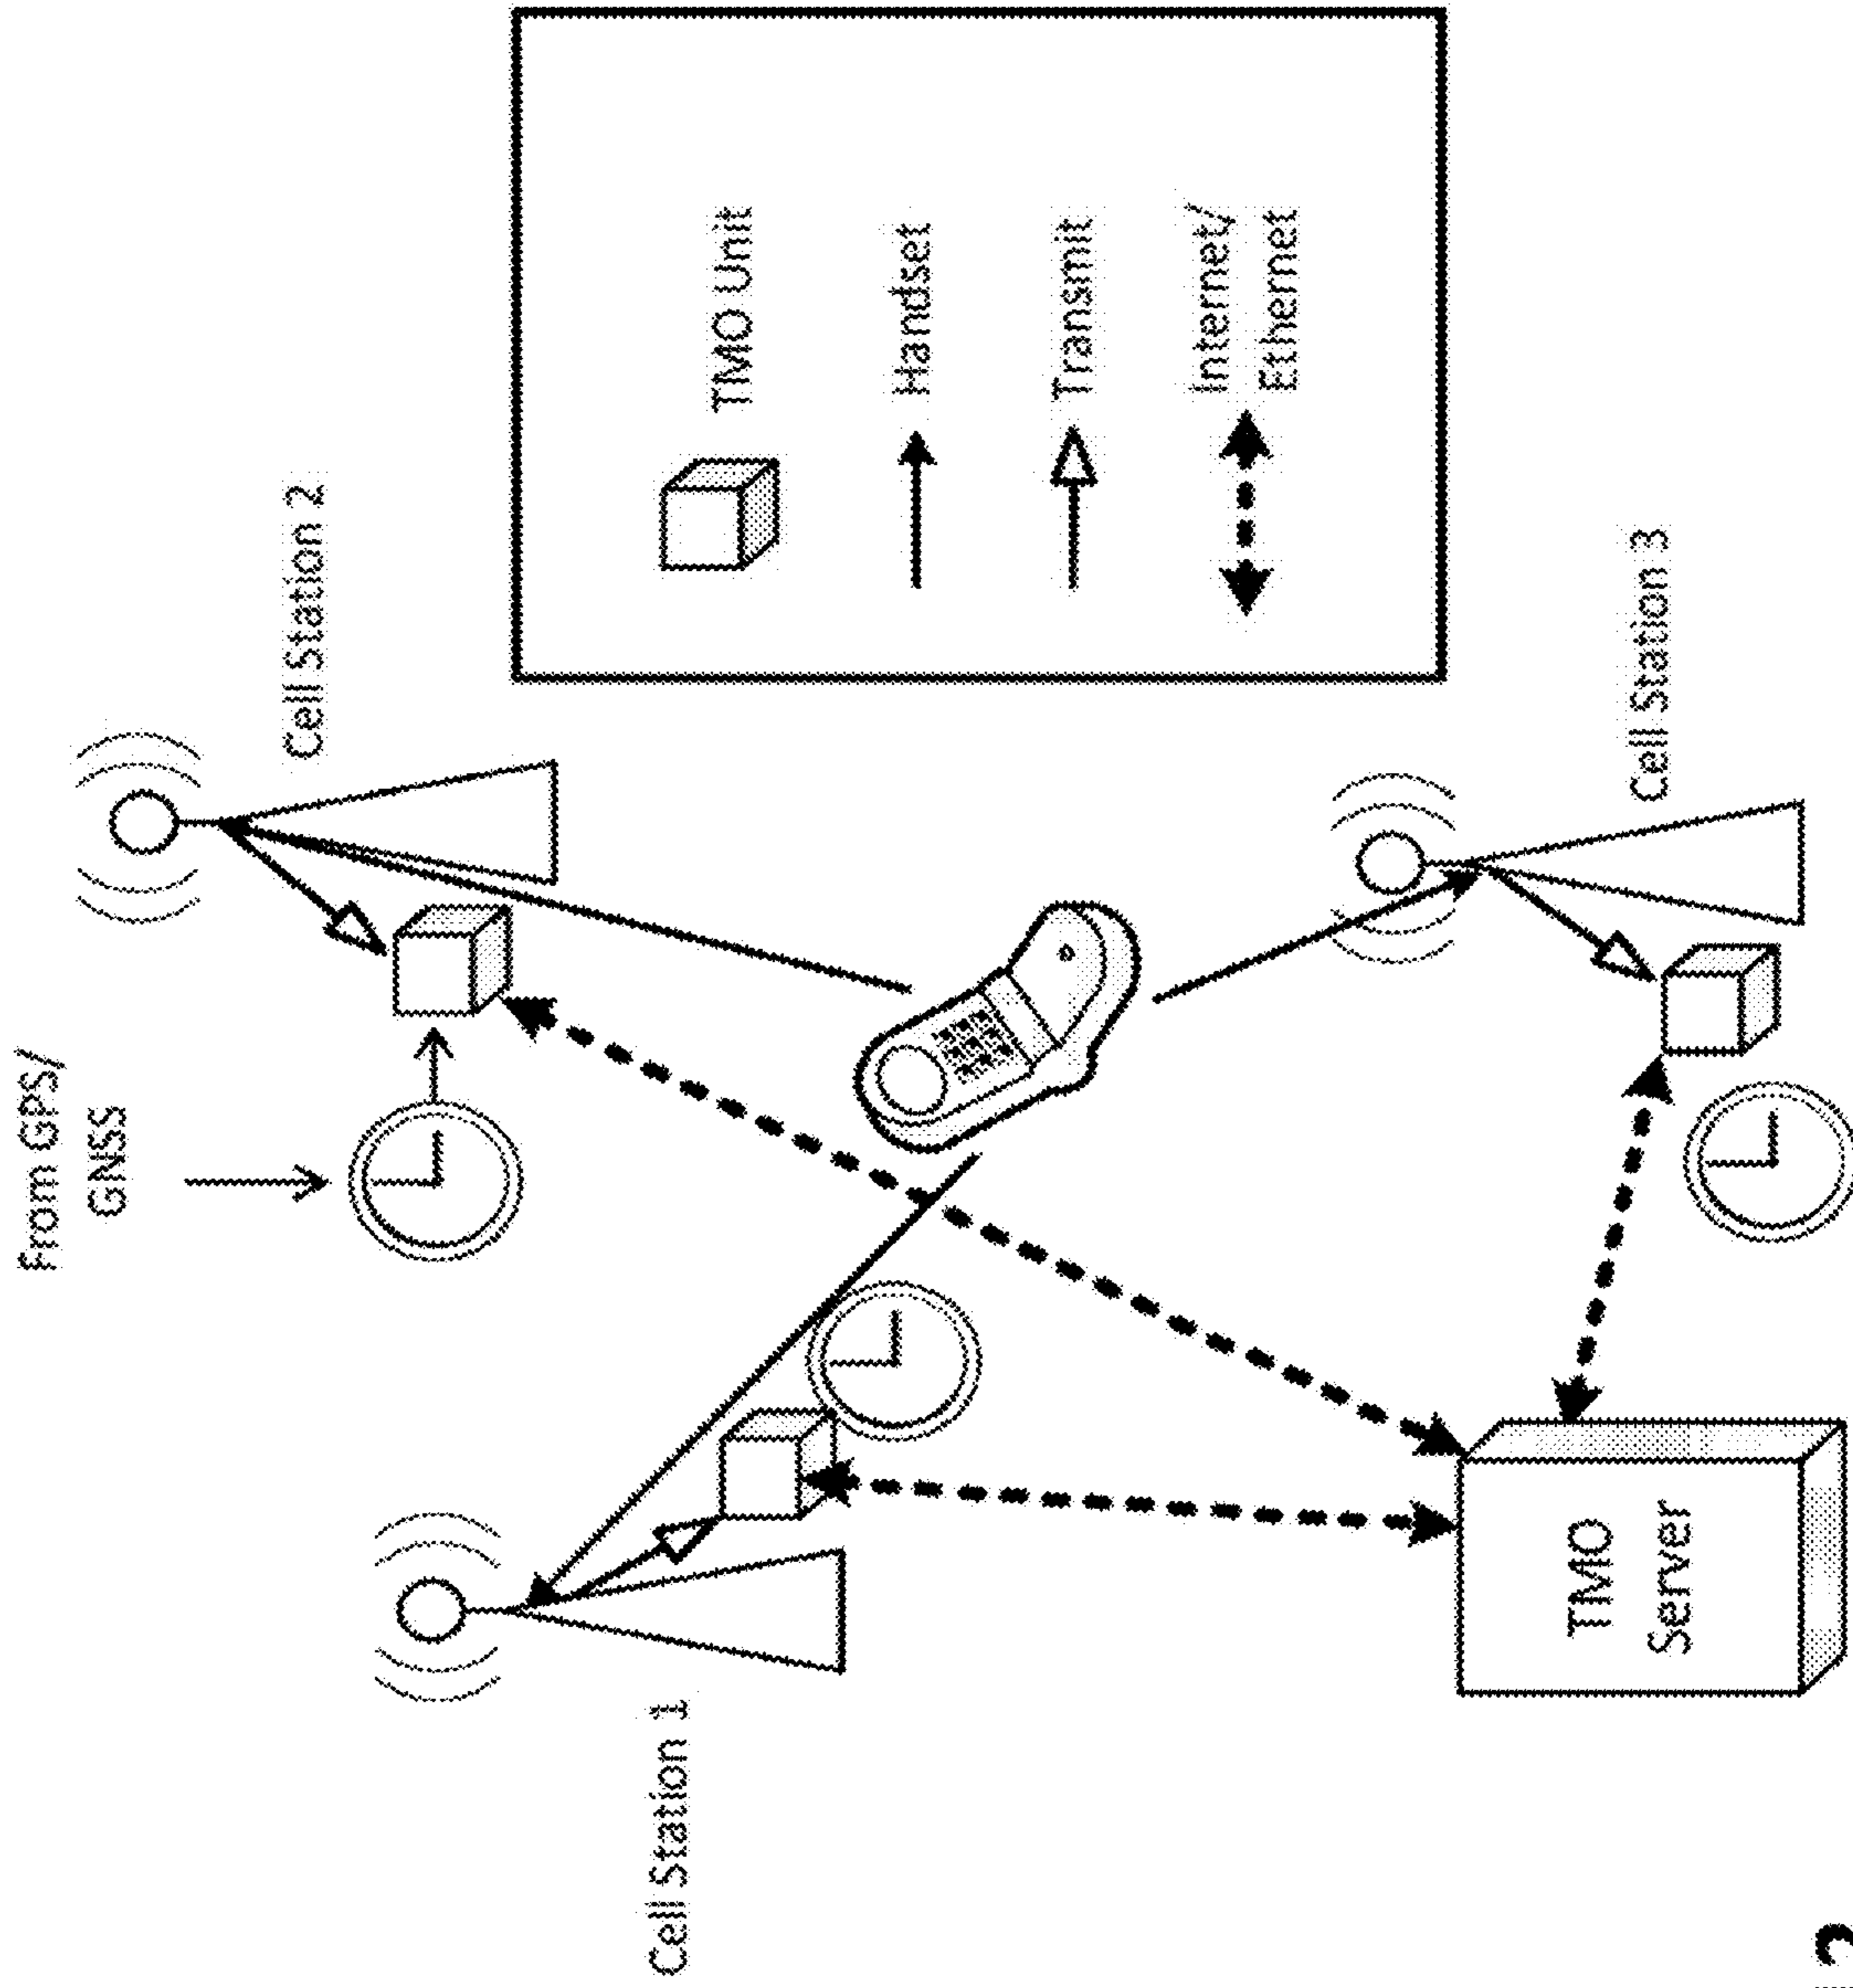 From GPS/
GNSS
Cell Station 2
Cell Station 1
TMO Unit
Handset
Transmit
Internet/
Ethernet
TMO
Server
Cell Station 3